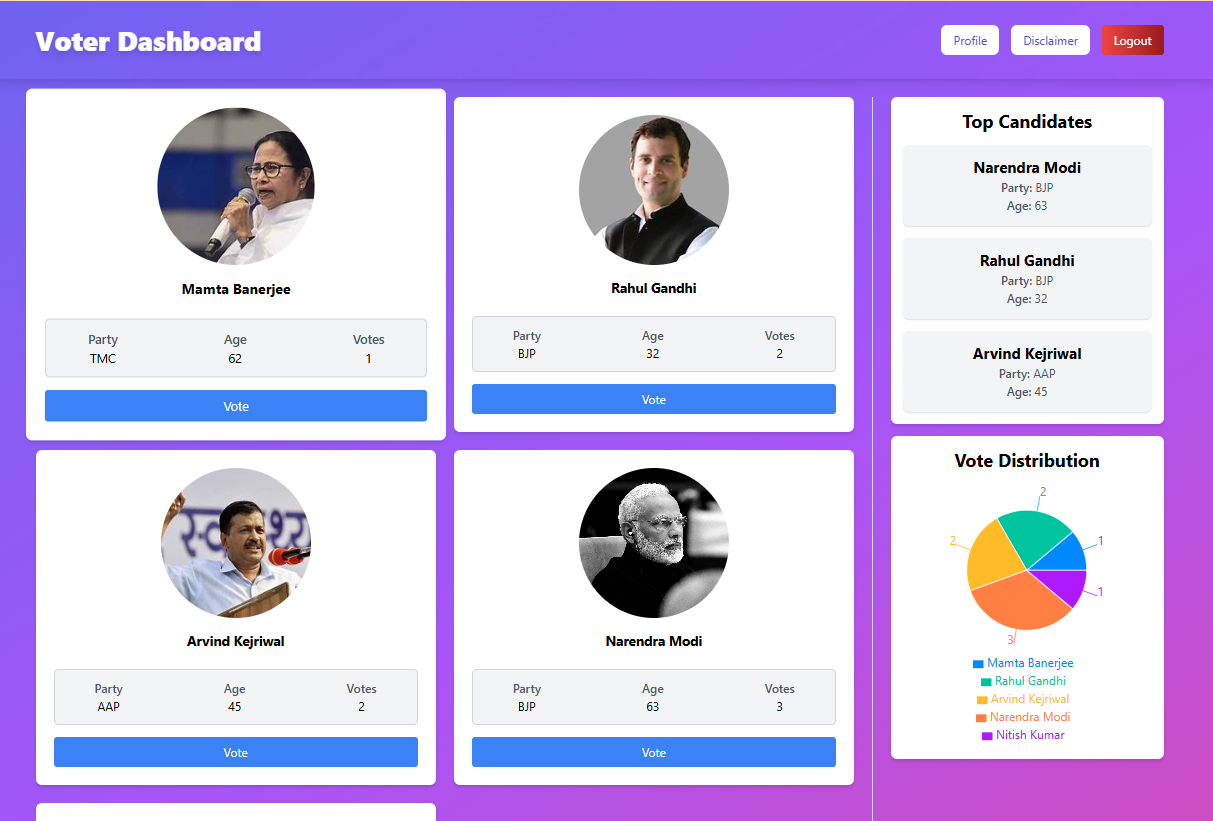 Voter Dashboard
Profile
Disclaimer
Logout
Mamta Banerjee
Party Age Votes
TMC 62 1
Vote
Rahul Gandhi
Party Age Votes
BJP 32 2
Vote
Arvind Kejriwal
Party Age Votes
AAP 45 2
Vote
Narendra Modi
Party Age Votes
BJP 63 3
Vote
Top Candidates
Narendra Modi
Party: BJP
Age: 63
Rahul Gandhi
Party: BJP
Age: 32
Arvind Kejriwal
Party: AAP
Age: 45
Vote Distribution
2
2
1
1
3
Mamta Banerjee
Rahul Gandhi
Arvind Kejriwal
Narendra Modi
Nitish Kumar